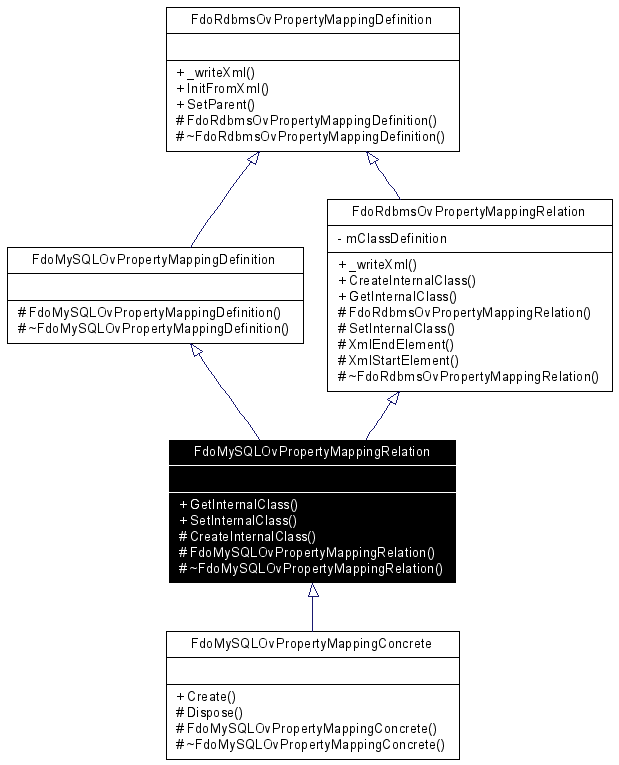 FdoRdbmsOvPropertyMappingDefinition
+ _writeXml()
+ InitFromXml()
+ SetParent()
# FdoRdbmsOvPropertyMappingDefinition()
# ~FdoRdbmsOvPropertyMappingDefinition()
FdoRdbmsOvPropertyMappingRelation
- mClassDefinition
+ _writeXml()
+ CreateInternalClass()
+ GetInternalClass()
# FdoRdbmsOvPropertyMappingRelation()
# SetInternalClass()
# XmlEndElement()
# XmlStartElement()
# ~FdoRdbmsOvPropertyMappingRelation()
FdoMySQLOvPropertyMappingDefinition
# FdoMySQLOvPropertyMappingDefinition()
# ~FdoMySQLOvPropertyMappingDefinition()
FdoMySQLOvPropertyMappingRelation
+ GetInternalClass()
+ SetInternalClass()
# CreateInternalClass()
# FdoMySQLOvPropertyMappingRelation()
# ~FdoMySQLOvPropertyMappingRelation()
FdoMySQLOvPropertyMappingConcrete
+ Create()
# Dispose()
# FdoMySQLOvPropertyMappingConcrete()
# ~FdoMySQLOvPropertyMappingConcrete()